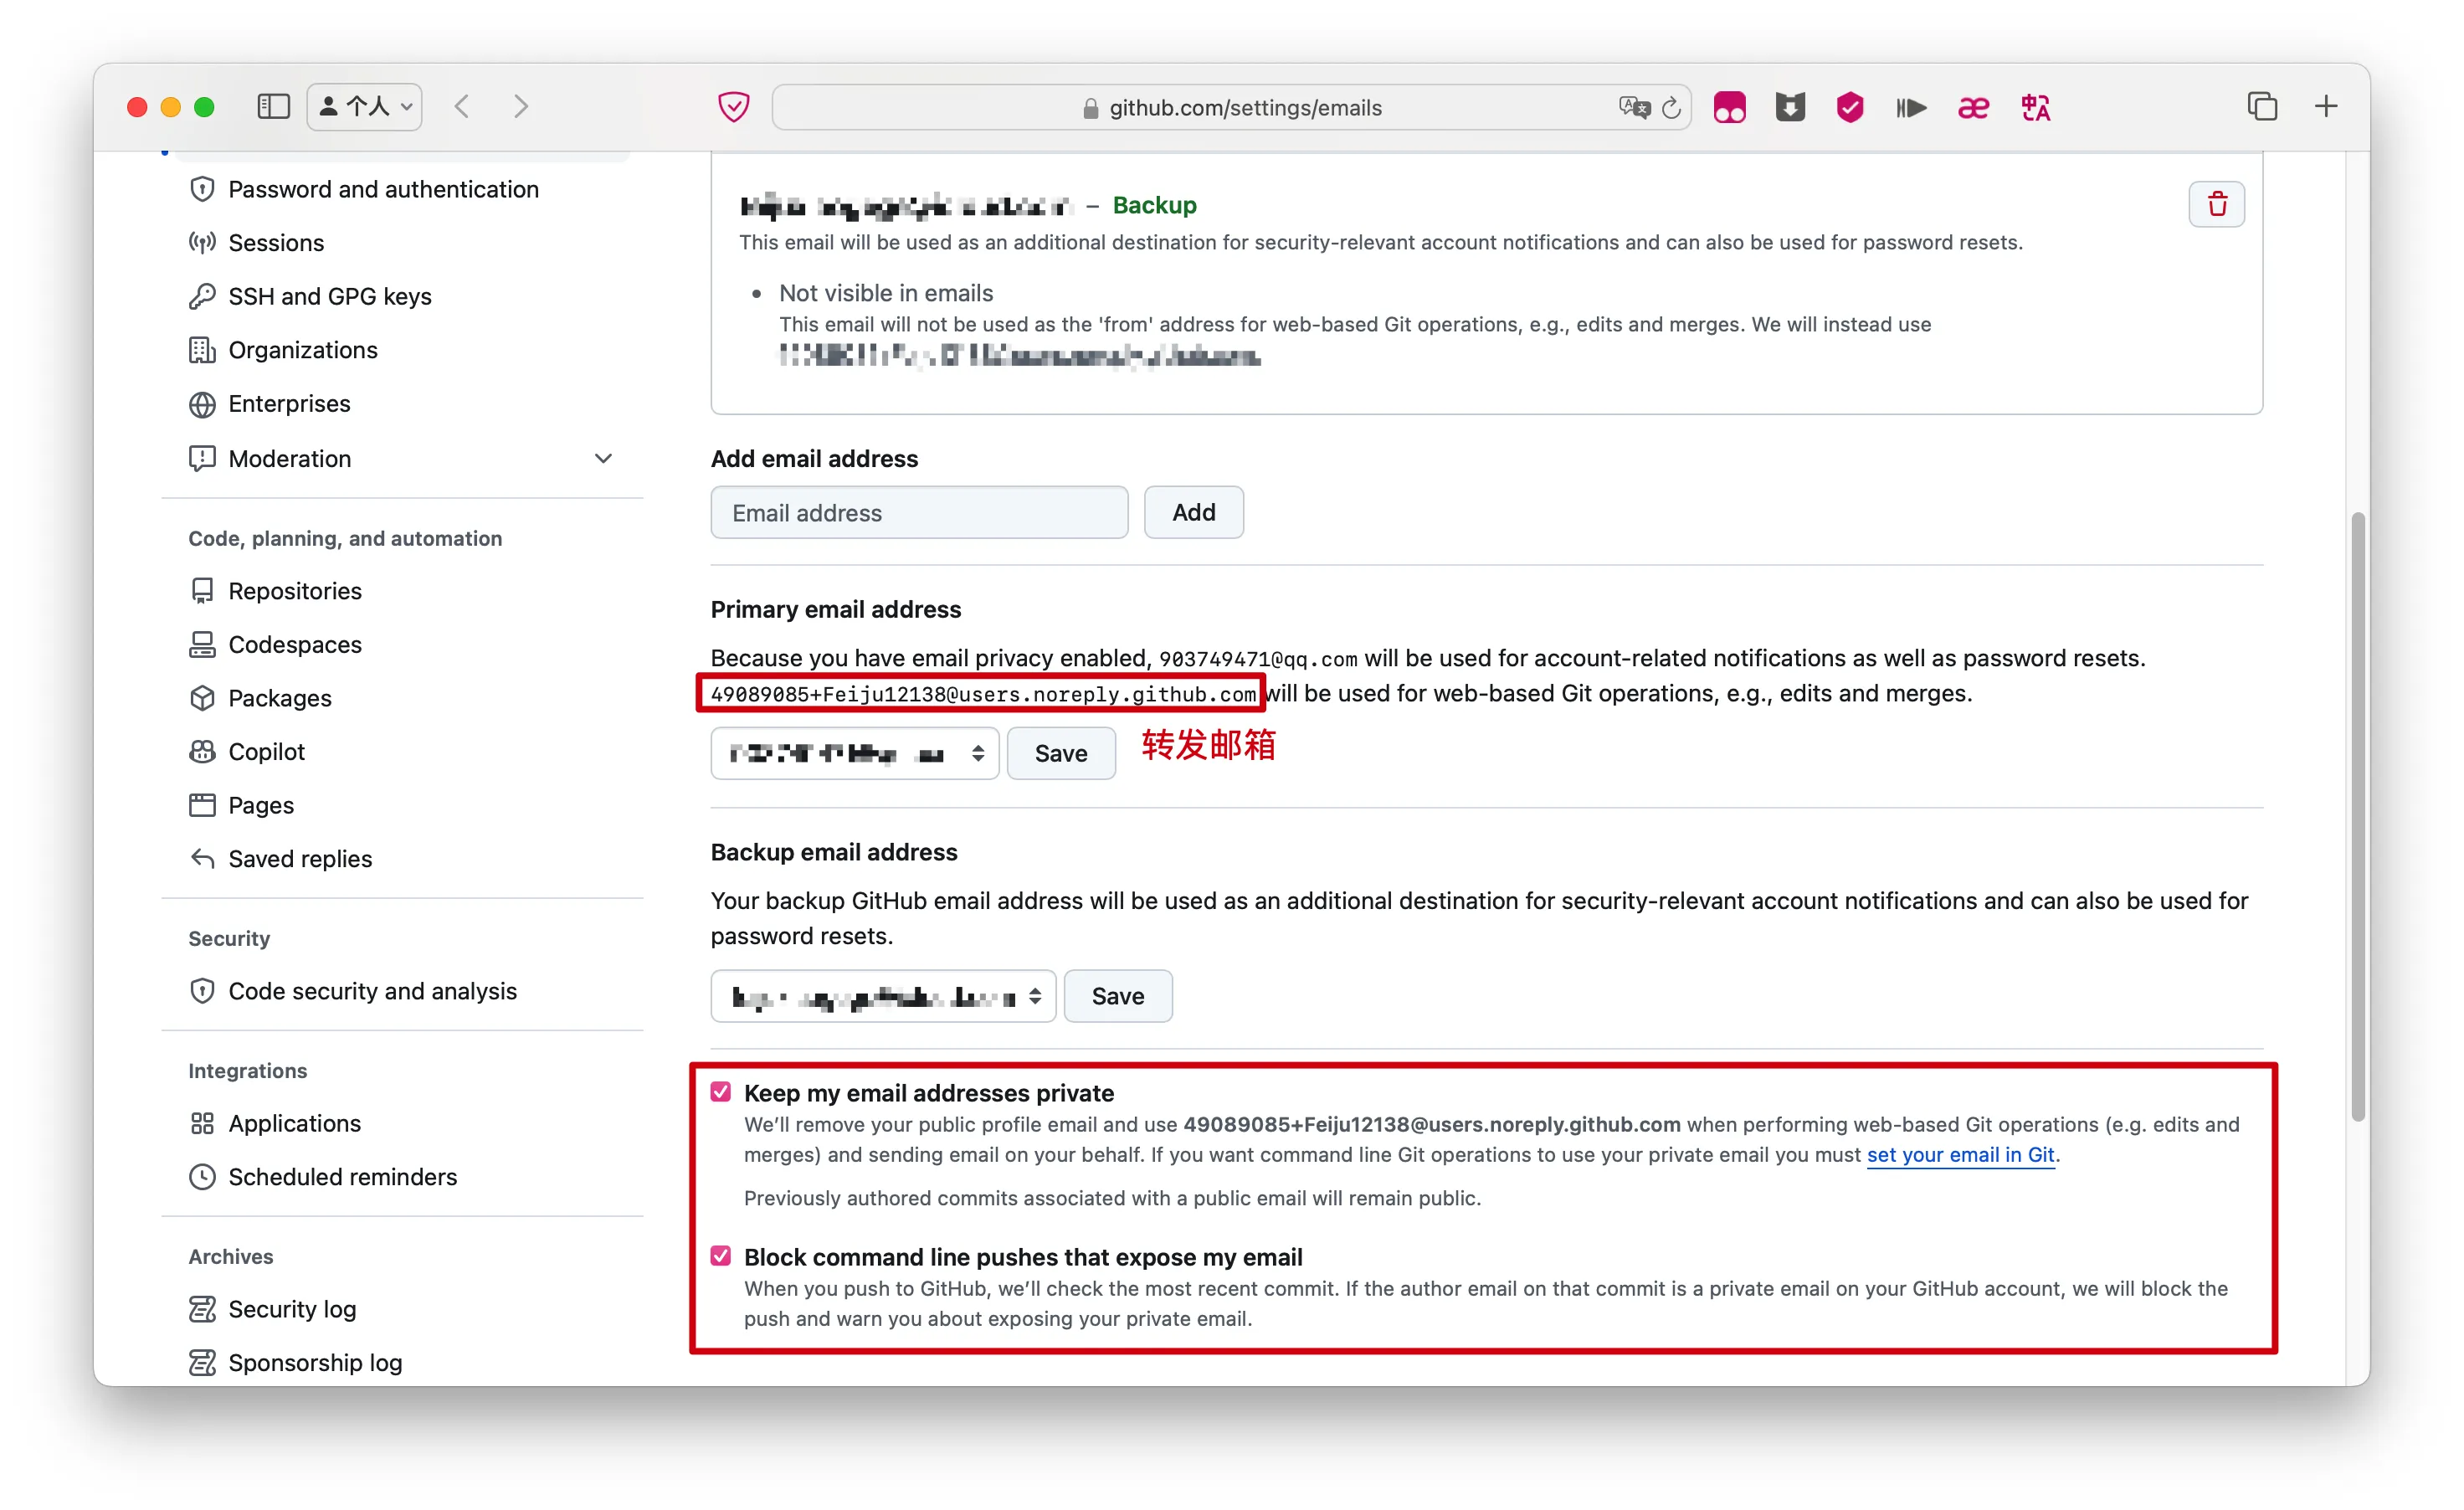 个人
github.com/settings/emails
Password and authentication
Sessions
SSH and GPG keys
Organizations
Enterprises
Moderation
Code, planning, and automation
Repositories
Codespaces
Packages
Copilot
Pages
Saved replies
Security
Code security and analysis
Integrations
Applications
Scheduled reminders
Archives
Security log
Sponsorship log
– Backup
This email will be used as an additional destination for security-relevant account notifications and can also be used for password resets.
• Not visible in emails
This email will not be used as the 'from' address for web-based Git operations, e.g., edits and merges. We will instead use
Add email address
Email address
Add
Primary email address
Because you have email privacy enabled, 903749471@qq.com will be used for account-related notifications as well as password resets.
49089085+Feiju12138@users.noreply.github.com will be used for web-based Git operations, e.g., edits and merges.
Save
转发邮箱
Backup email address
Your backup GitHub email address will be used as an additional destination for security-relevant account notifications and can also be used for
password resets.
Save
Keep my email addresses private
We’ll remove your public profile email and use 49089085+Feiju12138@users.noreply.github.com when performing web-based Git operations (e.g. edits and
merges) and sending email on your behalf. If you want command line Git operations to use your private email you must set your email in Git.
Previously authored commits associated with a public email will remain public.
Block command line pushes that expose my email
When you push to GitHub, we’ll check the most recent commit. If the author email on that commit is a private email on your GitHub account, we will block the
push and warn you about exposing your private email.